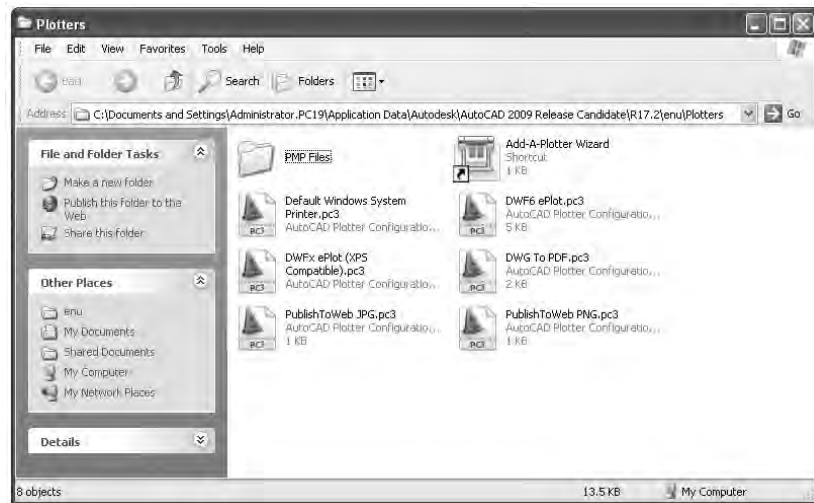 Plotters
File Edit View Favorites Tools Help
Back Search Folders
Address C:\Documents and Settings\Administrator.PC19\Application Data\Autodesk\AutoCAD 2009 Release Candidate\R17.2\enu\Plotters Go
File and Folder Tasks
Make a new folder
Publish this folder to the
Web
Share this folder
Other Places
enu
My Documents
Shared Documents
My Computer
My Network Places
Details
PMP Files
Add-A-Plotter Wizard
Shortcut
1 KB
PC3
Default Windows System
Printer.pc3
AutoCAD Plotter Configuratio...
PC3
DWF6 ePlot.pc3
AutoCAD Plotter Configuratio...
5 KB
PC3
DWFx ePlot (XPS
Compatible).pc3
AutoCAD Plotter Configuratio...
PC3
DWG To PDF.pc3
AutoCAD Plotter Configuratio...
2 KB
PC3
PublishToWeb JPG.pc3
AutoCAD Plotter Configuratio...
1 KB
PC3
PublishToWeb PNG.pc3
AutoCAD Plotter Configuratio...
1 KB
8 objects 13.5 KB My Computer